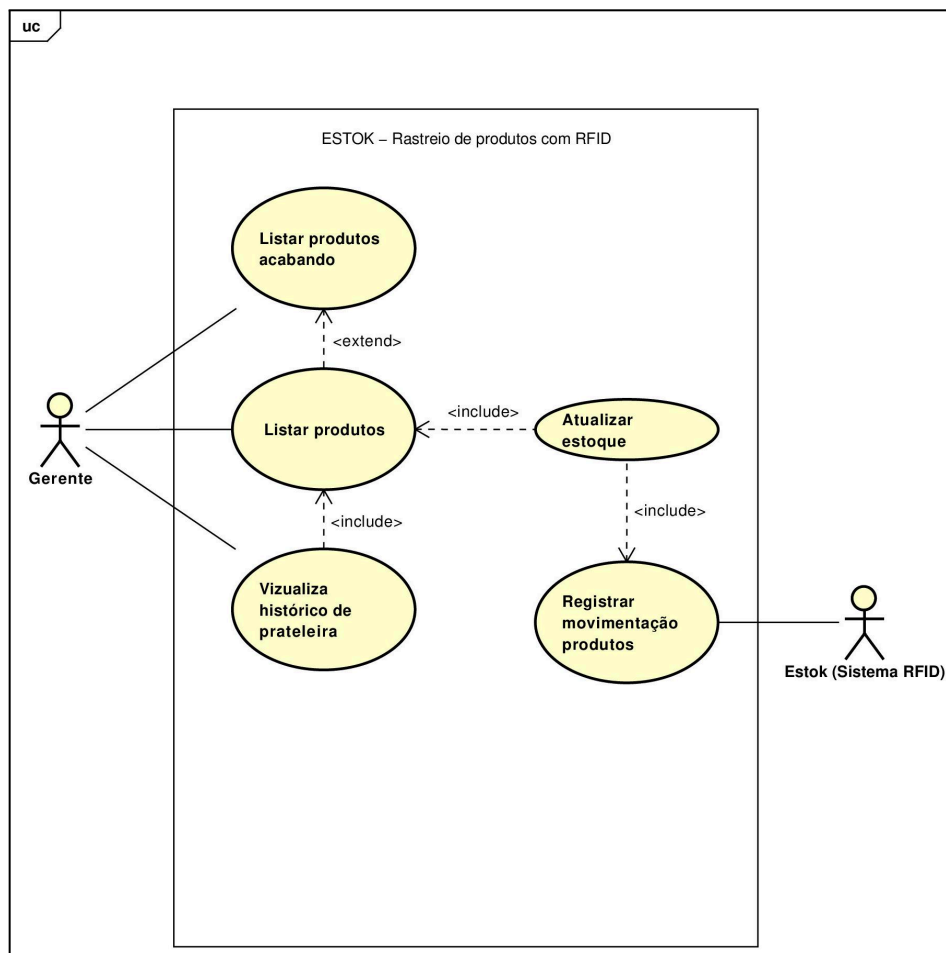 uc
ESTOK – Rastreio de produtos com RFID
Listar produtos
acabando
<extend>
Listar produtos
<include>
Atualizar
estoque
Gerente
<include>
<include>
Vizualiza
histórico de
prateleira
Registrar
movimentação
produtos
Estok (Sistema RFID)